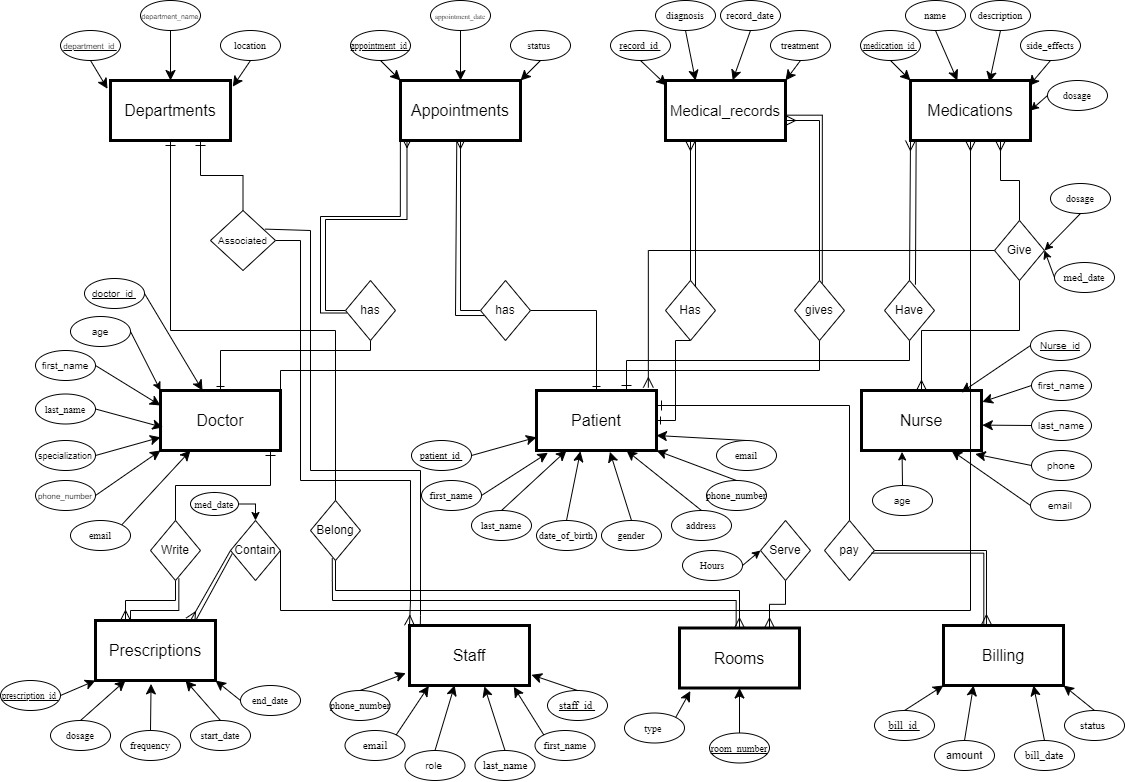 department_name
department_id
location
Departments
appointment_date
appointment_id
status
Appointments
diagnosis
record_date
record_id
treatment
Medical_records
name
description
medication_id
side_effects
dosage
Medications
Associated
dosage
Give
med_date
doctor_id
has
has
Has
gives
Have
age
first_name
last_name
specialization
phone_number
email
Doctor
Patient
Nurse
Nurse_id
first_name
last_name
phone
email
age
patient_id
first_name
last_name
date_of_birth
gender
address
phone_number
email
med_date
Write
Contain
Belong
Hours
Serve
pay
Prescriptions
Staff
Rooms
Billing
prescription_id
dosage
frequency
start_date
end_date
phone_number
email
role
last_name
first_name
staff_id
type
room_number
bill_id
amount
bill_date
status